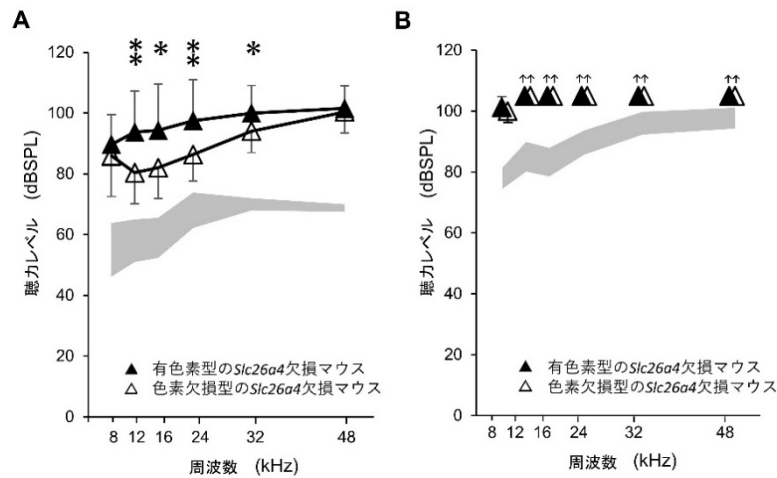 A
** * ** *
120
100
80
60
40
20
0
聴力レベル (dBSPL)
▲ 有色素型のSlc26a4欠損マウス
△ 色素欠損型のSlc26a4欠損マウス
8 12 16 24 32 48
周波数 (kHz)
B
↑↑ ↑↑ ↑↑ ↑↑ ↑↑
120
100
80
60
40
20
0
聴力レベル (dBSPL)
▲ 有色素型のSlc26a4欠損マウス
△ 色素欠損型のSlc26a4欠損マウス
8 12 16 24 32 48
周波数 (kHz)